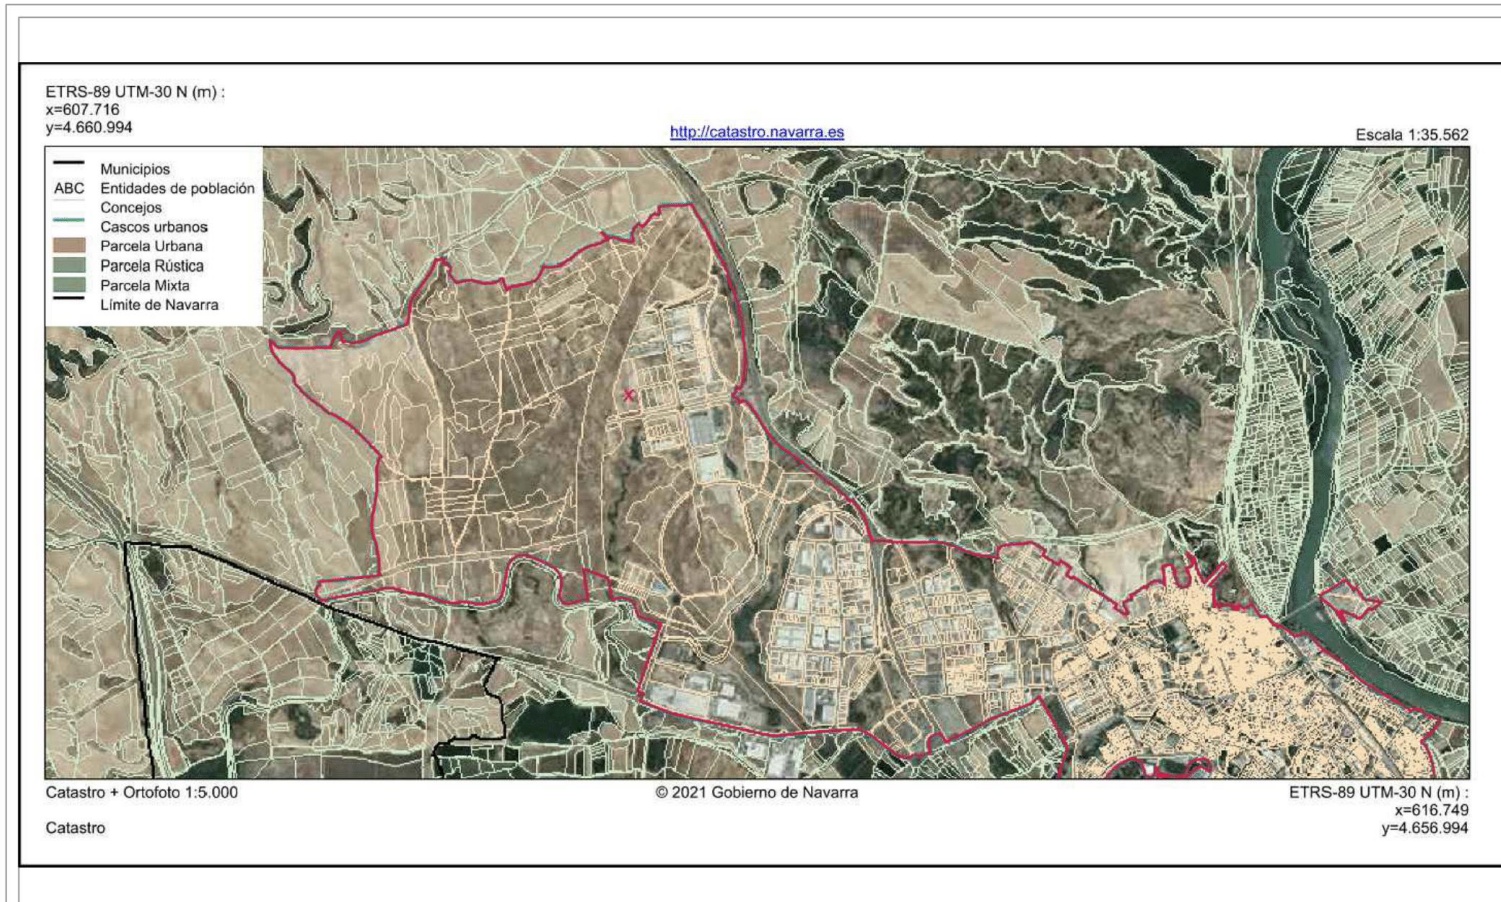 ETRS-89 UTM-30 N (m) :
x=607.716
y=4.660.994
http://catastro.navarra.es
Escala 1:35.562
Municipios
ABC Entidades de población
Concejos
Cascos urbanos
Parcela Urbana
Parcela Rústica
Parcela Mixta
Límite de Navarra
X
Catastro + Ortofoto 1:5.000
© 2021 Gobierno de Navarra
ETRS-89 UTM-30 N (m) :
x=616.749
y=4.656.994
Catastro